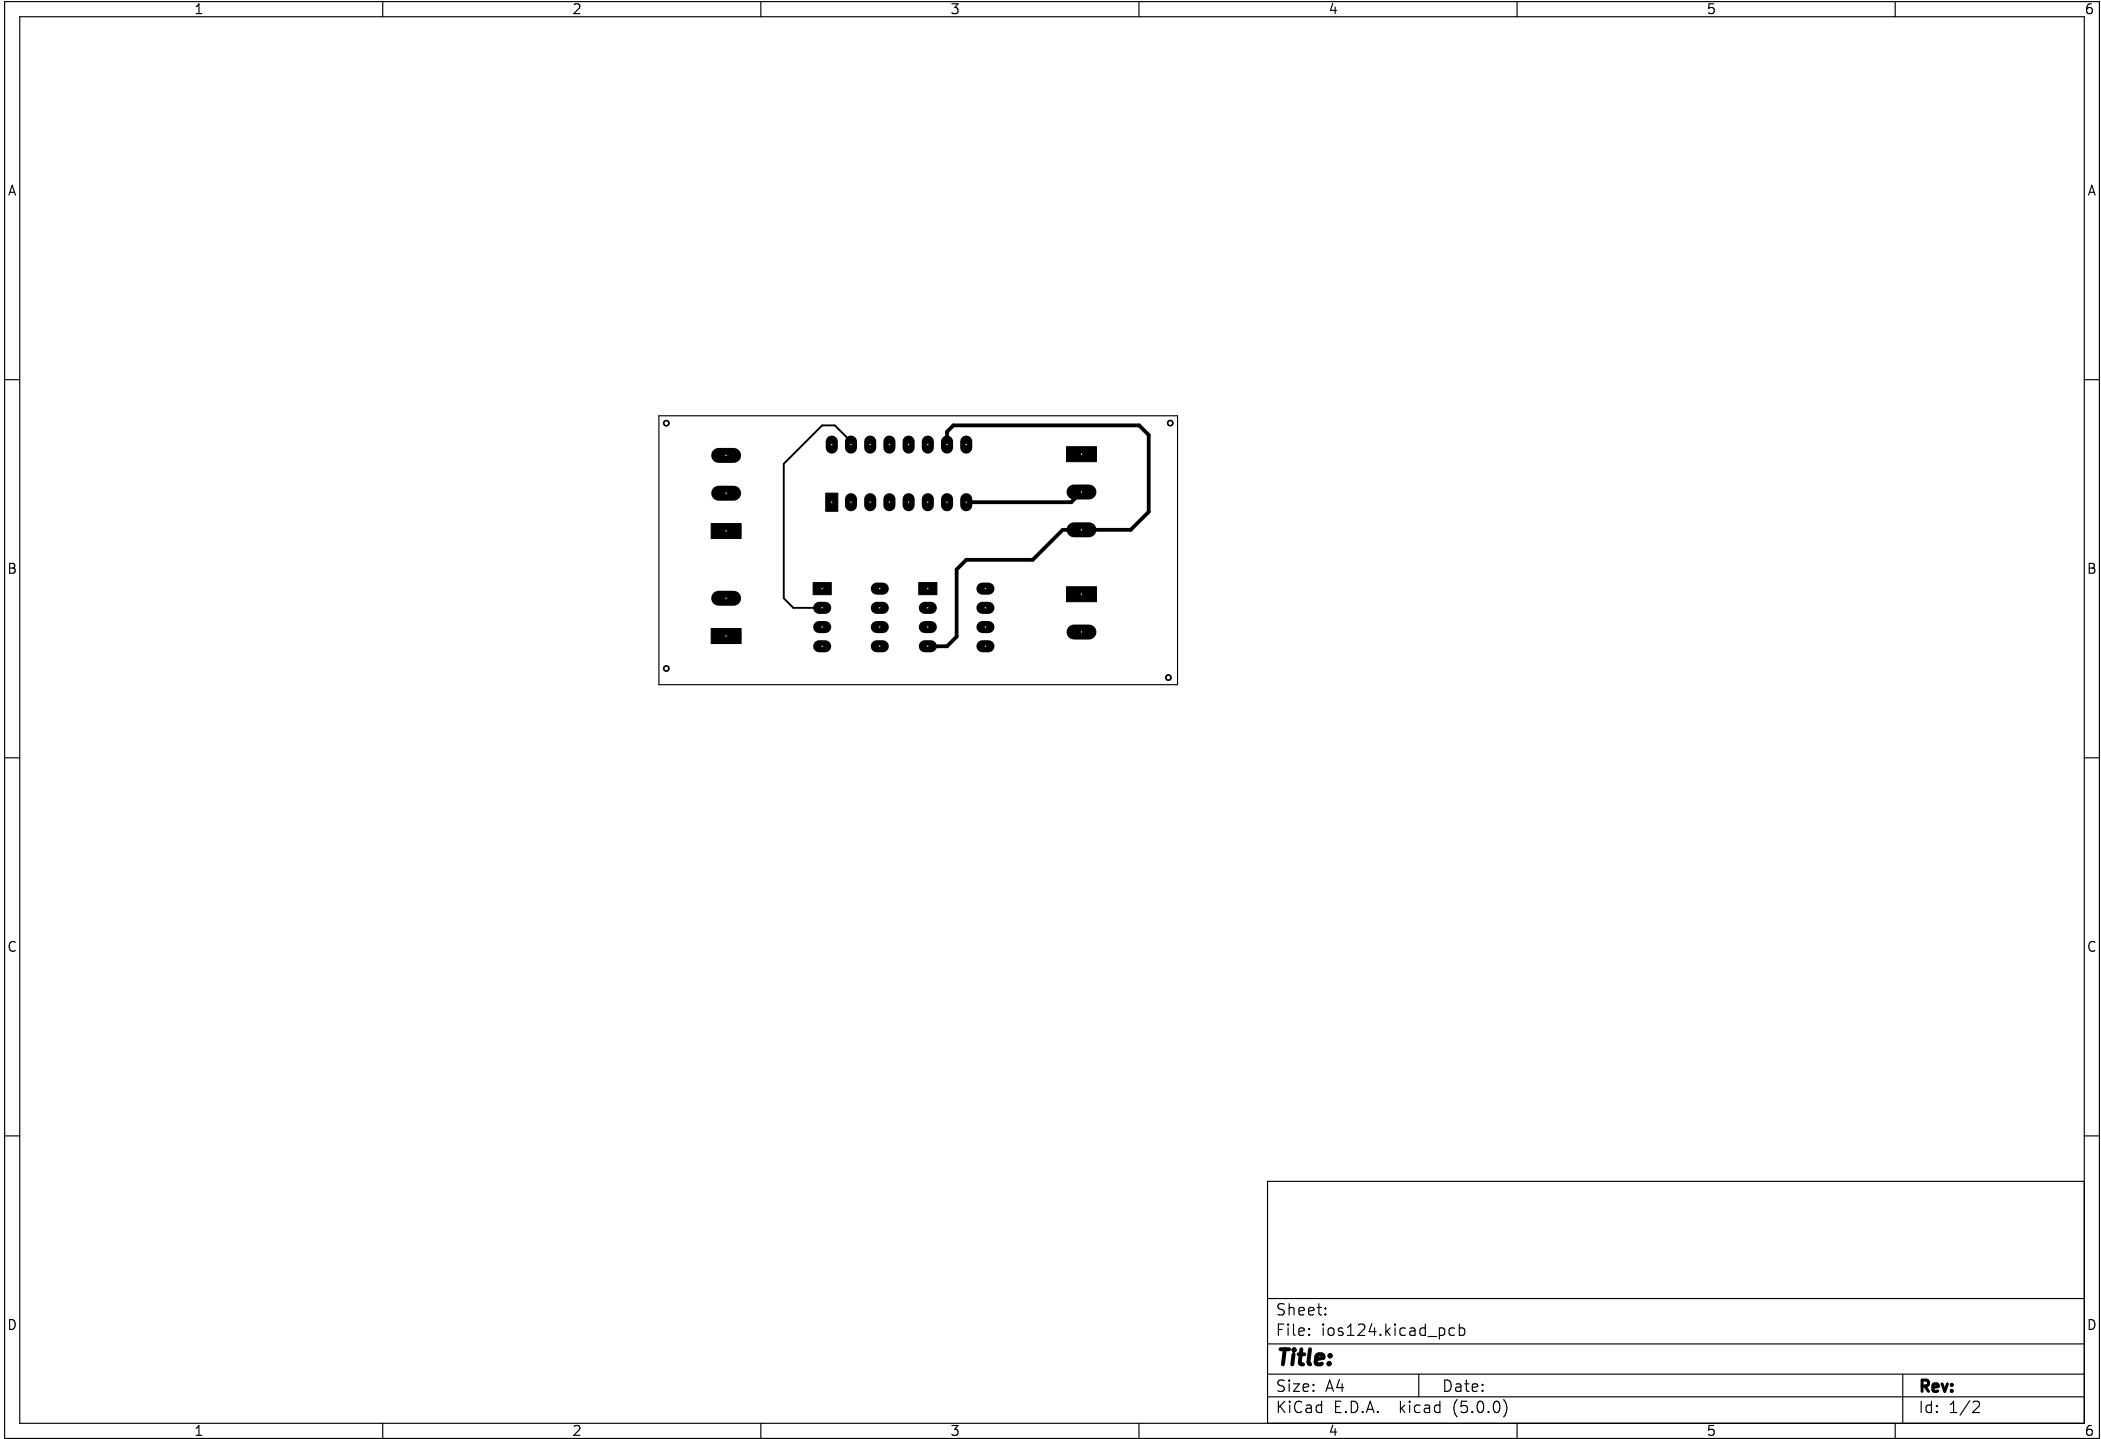 1 2 3 4 5 6
A A
B B
C C
D D
Sheet:
File: ios124.kicad_pcb
Title:
Size: A4 Date: Rev:
KiCad E.D.A. kicad (5.0.0) Id: 1/2
1 2 3 4 5 6